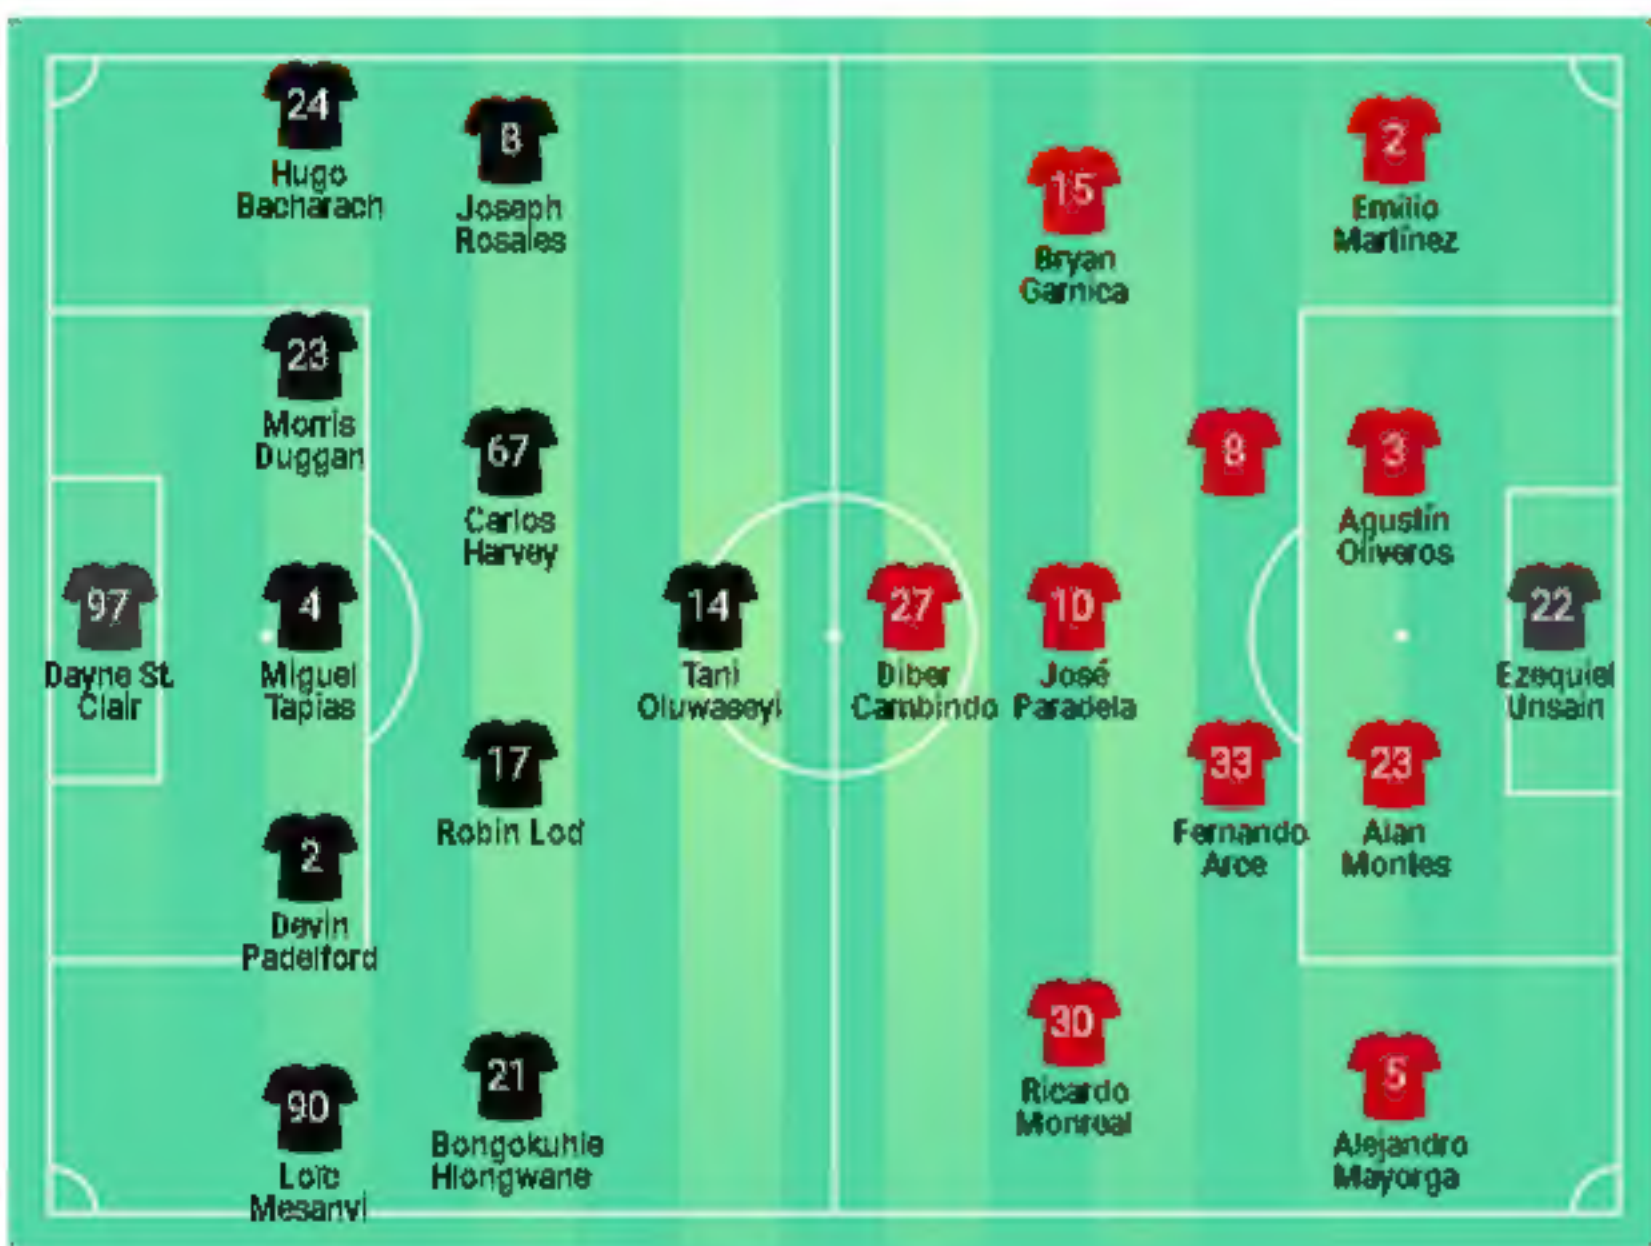 24
Hugo
Bacharach
8
Joseph
Rosales
23
Morris
Duggan
67
Carlos
Harvey
97
Dayne St.
Clair
4
Miguel
Tapias
14
Tani
Oluwaseyi
17
Robin Lod
2
Devin
Padelford
90
Loïc
Mesanvi
21
Bongokuhle
Hlongwane
15
Bryan
Garnica
2
Emilio
Martínez
8
3
Agustín
Oliveros
27
Diber
Cambindo
10
José
Paradela
22
Ezequiel
Unsain
33
Fernando
Arce
23
Alan
Montes
30
Ricardo
Monreal
5
Alejandro
Mayorga